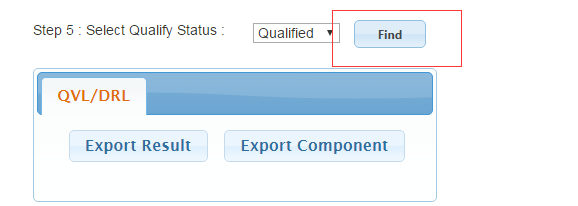 Step 5 : Select Qualify Status : Qualified Find
QVL/DRL
Export Result Export Component